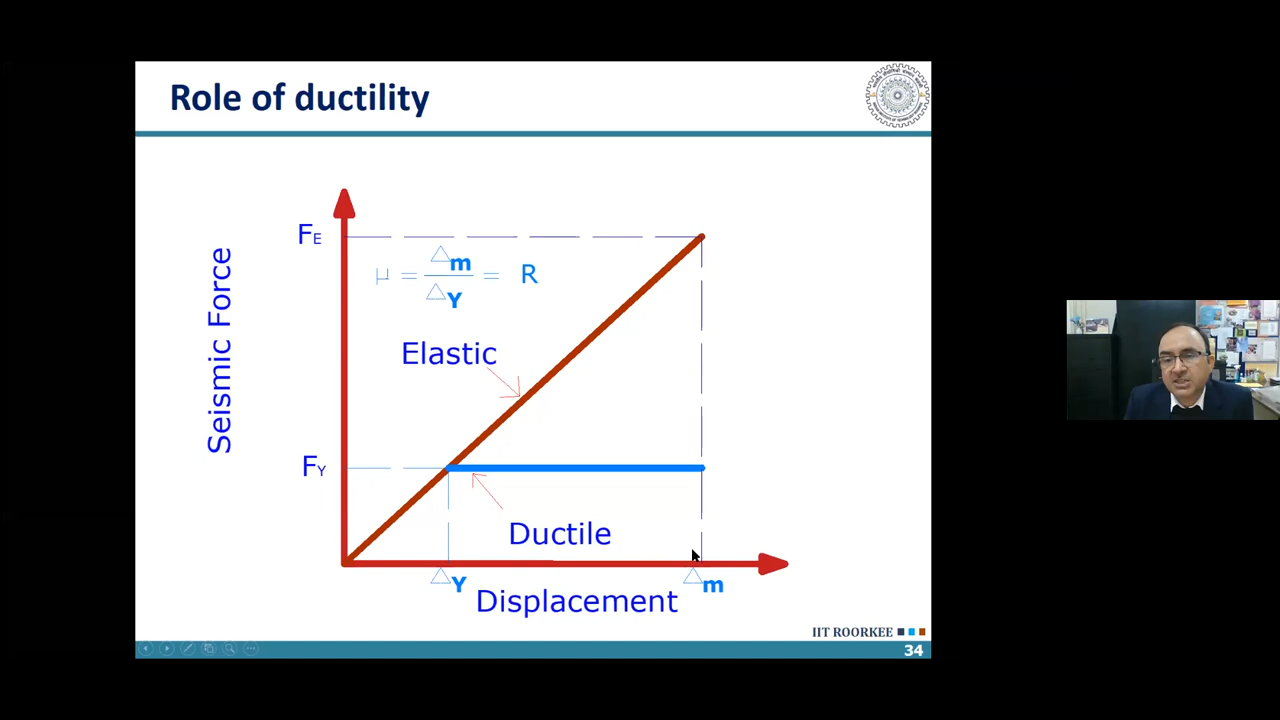 Role of ductility
Seismic Force
FE
μ = △m / △Y = R
Elastic
FY
Ductile
△Y
△m
Displacement
IIT ROORKEE
34